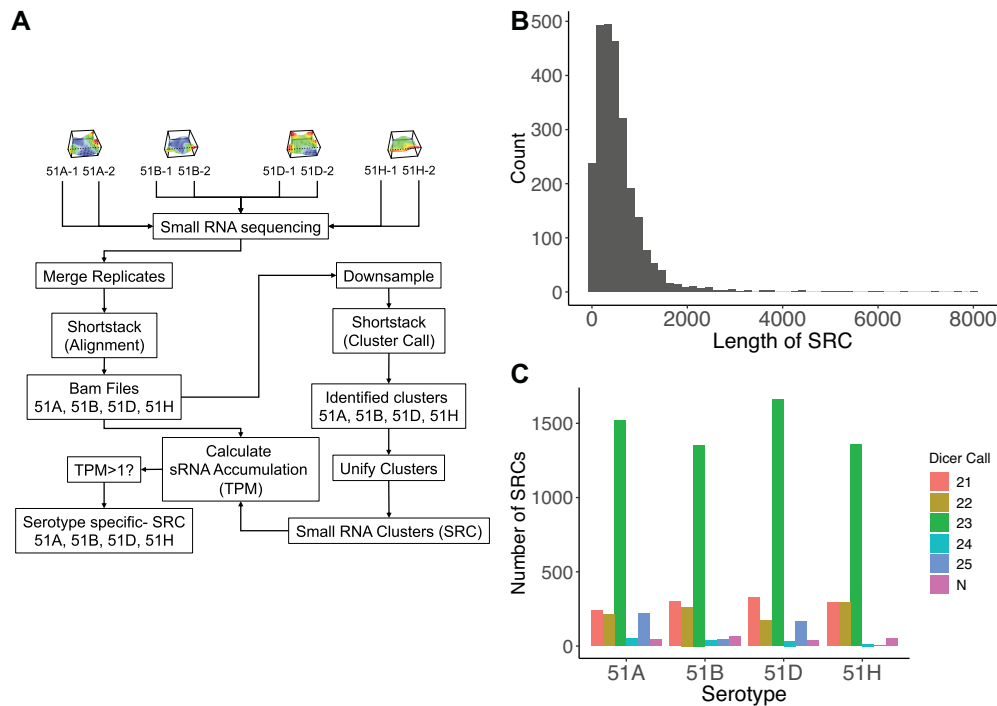 A
51A-1 51A-2
51B-1 51B-2
51D-1 51D-2
51H-1 51H-2
Small RNA sequencing
Merge Replicates
Downsample
Shortstack
(Alignment)
Shortstack
(Cluster Call)
Bam Files
51A, 51B, 51D, 51H
Identified clusters
51A, 51B, 51D, 51H
TPM>1?
Calculate
sRNA Accumulation
(TPM)
Unify Clusters
Serotype specific- SRC
51A, 51B, 51D, 51H
Small RNA Clusters (SRC)
B
Count
500
400
300
200
100
0
0 2000 4000 6000 8000
Length of SRC
C
Number of SRCs
1500
1000
500
0
51A 51B 51D 51H
Serotype
Dicer Call
21
22
23
24
25
N